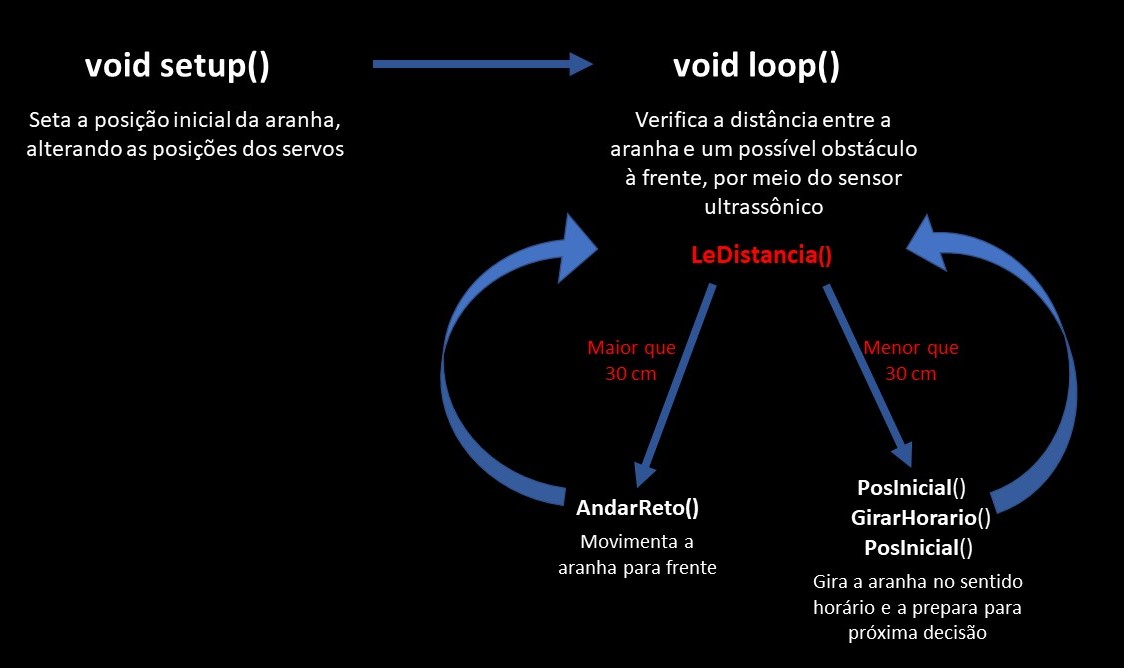 void setup()
Seta a posição inicial da aranha,
alterando as posições dos servos
void loop()
Verifica a distância entre a
aranha e um possível obstáculo
à frente, por meio do sensor
ultrassônico
LeDistancia()
Maior que
30 cm
Menor que
30 cm
AndarReto()
Movimenta a
aranha para frente
PosInicial()
GirarHorario()
PosInicial()
Gira a aranha no sentido
horário e a prepara para
próxima decisão